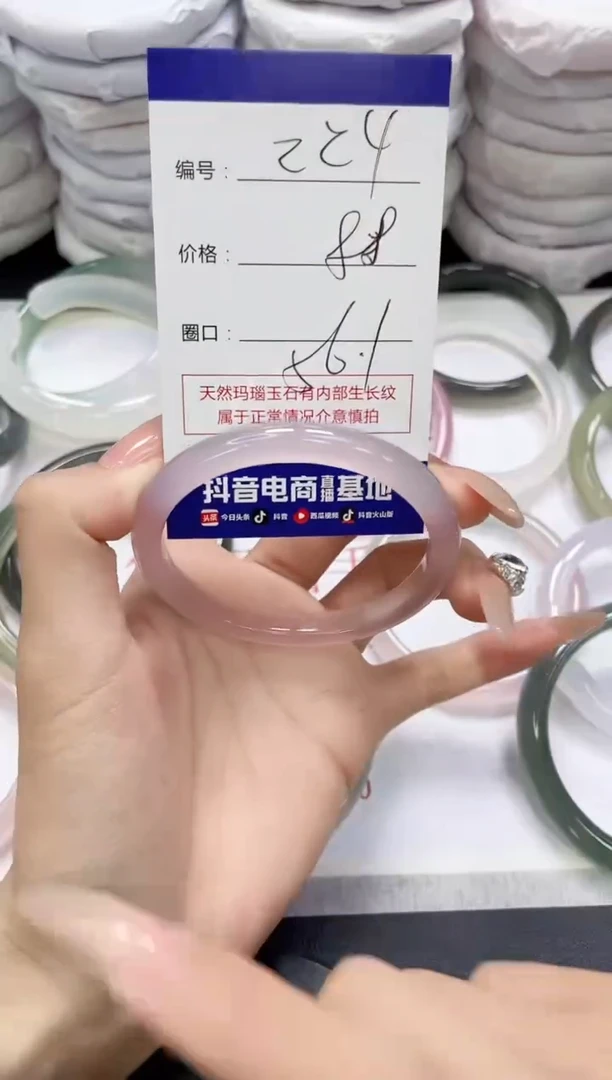 编号：224
价格：88
圈口：56.1
天然玛瑙玉石有内部生长纹
属于正常情况介意慎拍
抖音电商直播基地
头条 今日头条 抖音 西瓜视频 抖音火山版